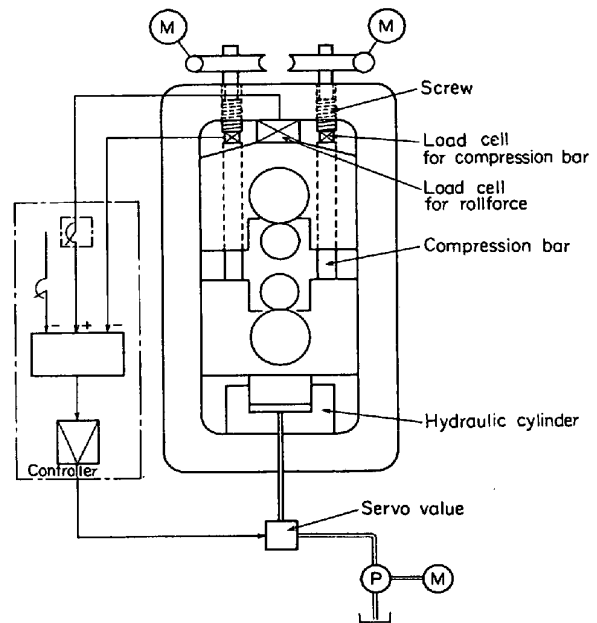 M
M
Screw
Load cell
for compression bar
Load cell
for rollforce
Compression bar
- + -
Hydraulic cylinder
Controller
Servo value
P
M